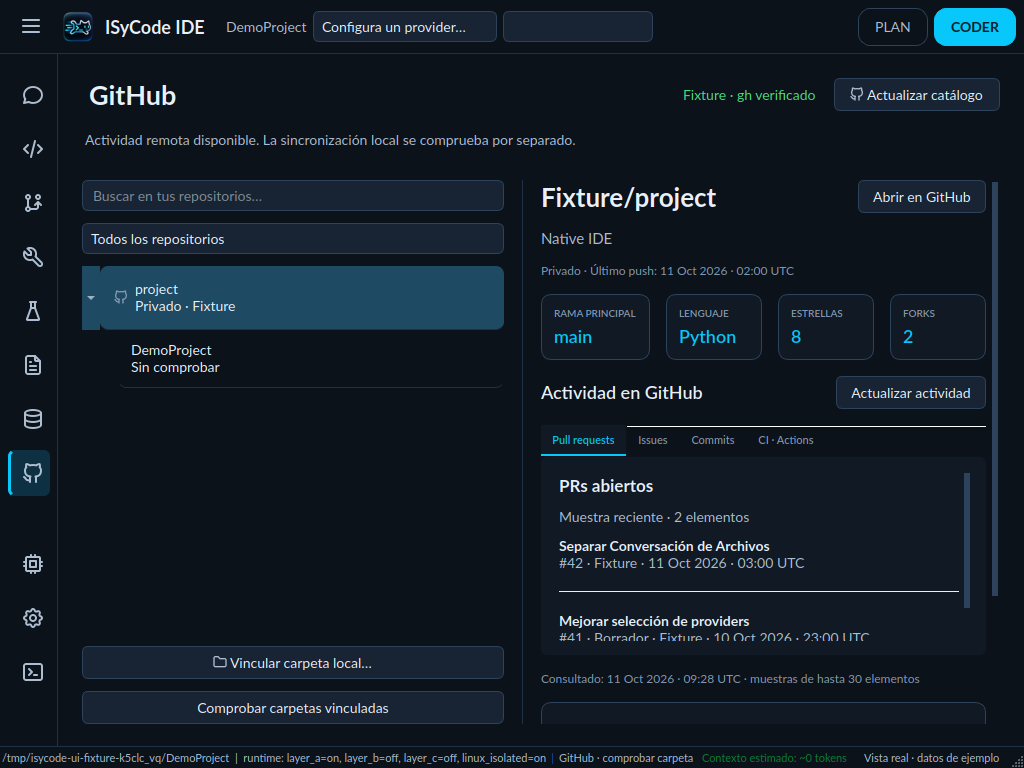 ISyCode IDE
DemoProject
Configura un provider...
PLAN
CODER
GitHub
Fixture · gh verificado
Actualizar catálogo
Actividad remota disponible. La sincronización local se comprueba por separado.
Buscar en tus repositorios...
Todos los repositorios
project
Privado · Fixture
DemoProject
Sin comprobar
Vincular carpeta local...
Comprobar carpetas vinculadas
Fixture/project
Abrir en GitHub
Native IDE
Privado · Último push: 11 Oct 2026 · 02:00 UTC
RAMA PRINCIPAL
main
LENGUAJE
Python
ESTRELLAS
8
FORKS
2
Actividad en GitHub
Actualizar actividad
Pull requests
Issues
Commits
CI · Actions
PRs abiertos
Muestra reciente · 2 elementos
Separar Conversación de Archivos
#42 · Fixture · 11 Oct 2026 · 03:00 UTC
Mejorar selección de providers
#41 · Borrador · Fixture · 10 Oct 2026 · 23:00 UTC
Consultado: 11 Oct 2026 · 09:28 UTC · muestras de hasta 30 elementos
/tmp/isycode-ui-fixture-k5clc_vq/DemoProject | runtime: layer_a=on, layer_b=off, layer_c=off, linux_isolated=on
GitHub · comprobar carpeta
Contexto estimado: ~0 tokens
Vista real · datos de ejemplo